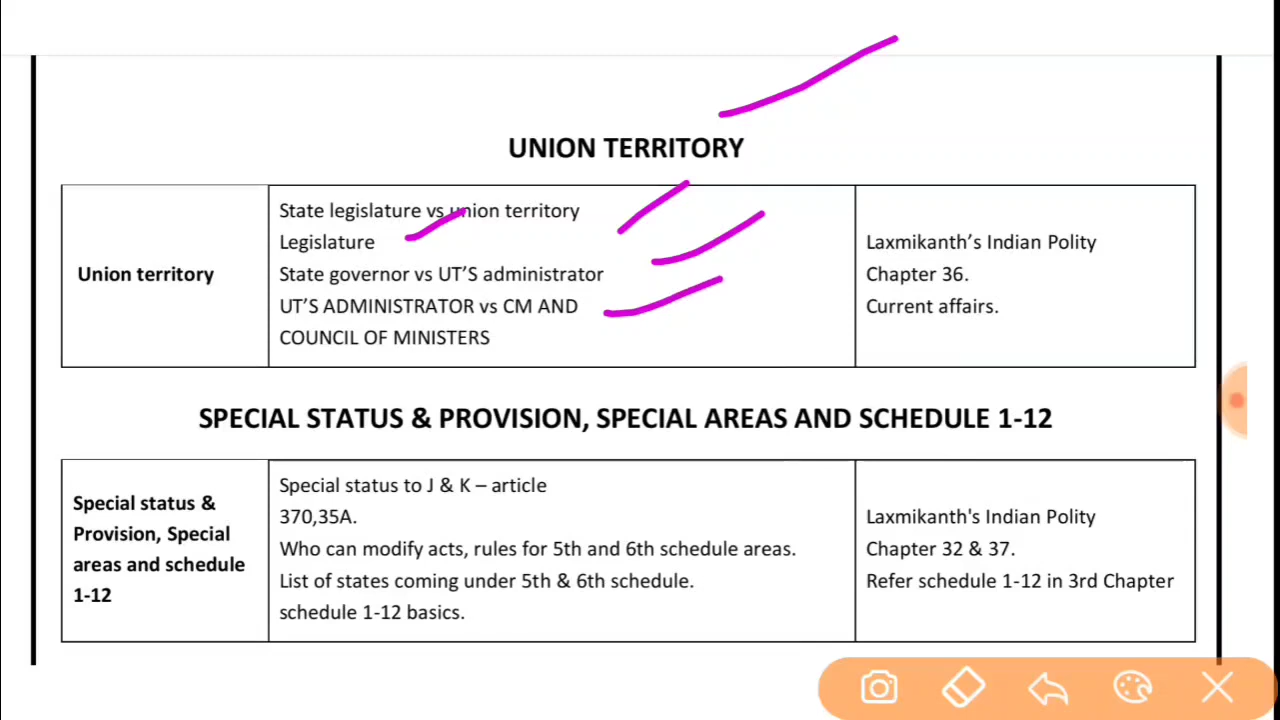 UNION TERRITORY
Union territory
State legislature vs union territory
Legislature
State governor vs UT'S administrator
UT'S ADMINISTRATOR vs CM AND
COUNCIL OF MINISTERS
Laxmikanth’s Indian Polity
Chapter 36.
Current affairs.
SPECIAL STATUS & PROVISION, SPECIAL AREAS AND SCHEDULE 1-12
Special status &
Provision, Special
areas and schedule
1-12
Special status to J & K – article
370,35A.
Who can modify acts, rules for 5th and 6th schedule areas.
List of states coming under 5th & 6th schedule.
schedule 1-12 basics.
Laxmikanth's Indian Polity
Chapter 32 & 37.
Refer schedule 1-12 in 3rd Chapter